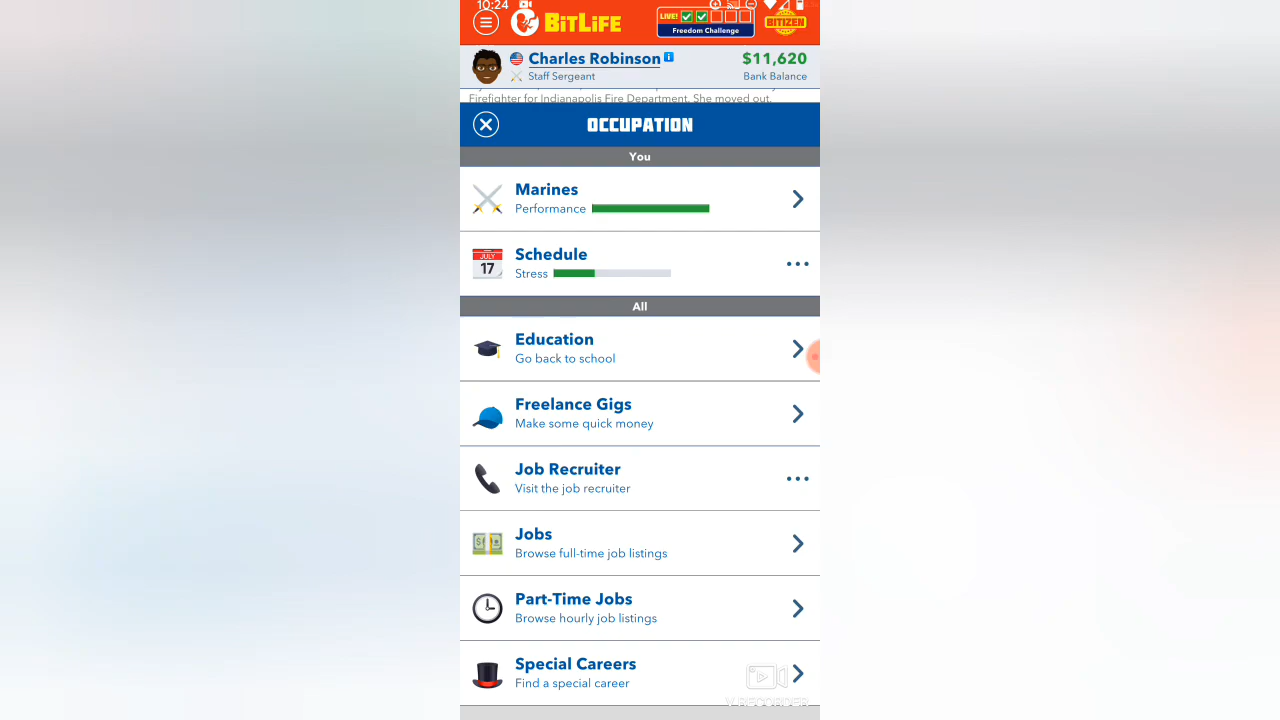 10:24
BITLIFE
LIVE!
Freedom Challenge
BITIZEN
Charles Robinson i
$11,620
Staff Sergeant
Bank Balance
Firefighter for Indianapolis Fire Department. She moved out.
OCCUPATION
You
Marines
Performance
JULY
17
Schedule
Stress
All
Education
Go back to school
Freelance Gigs
Make some quick money
Job Recruiter
Visit the job recruiter
Jobs
Browse full-time job listings
Part-Time Jobs
Browse hourly job listings
Special Careers
Find a special career
V RECORDER